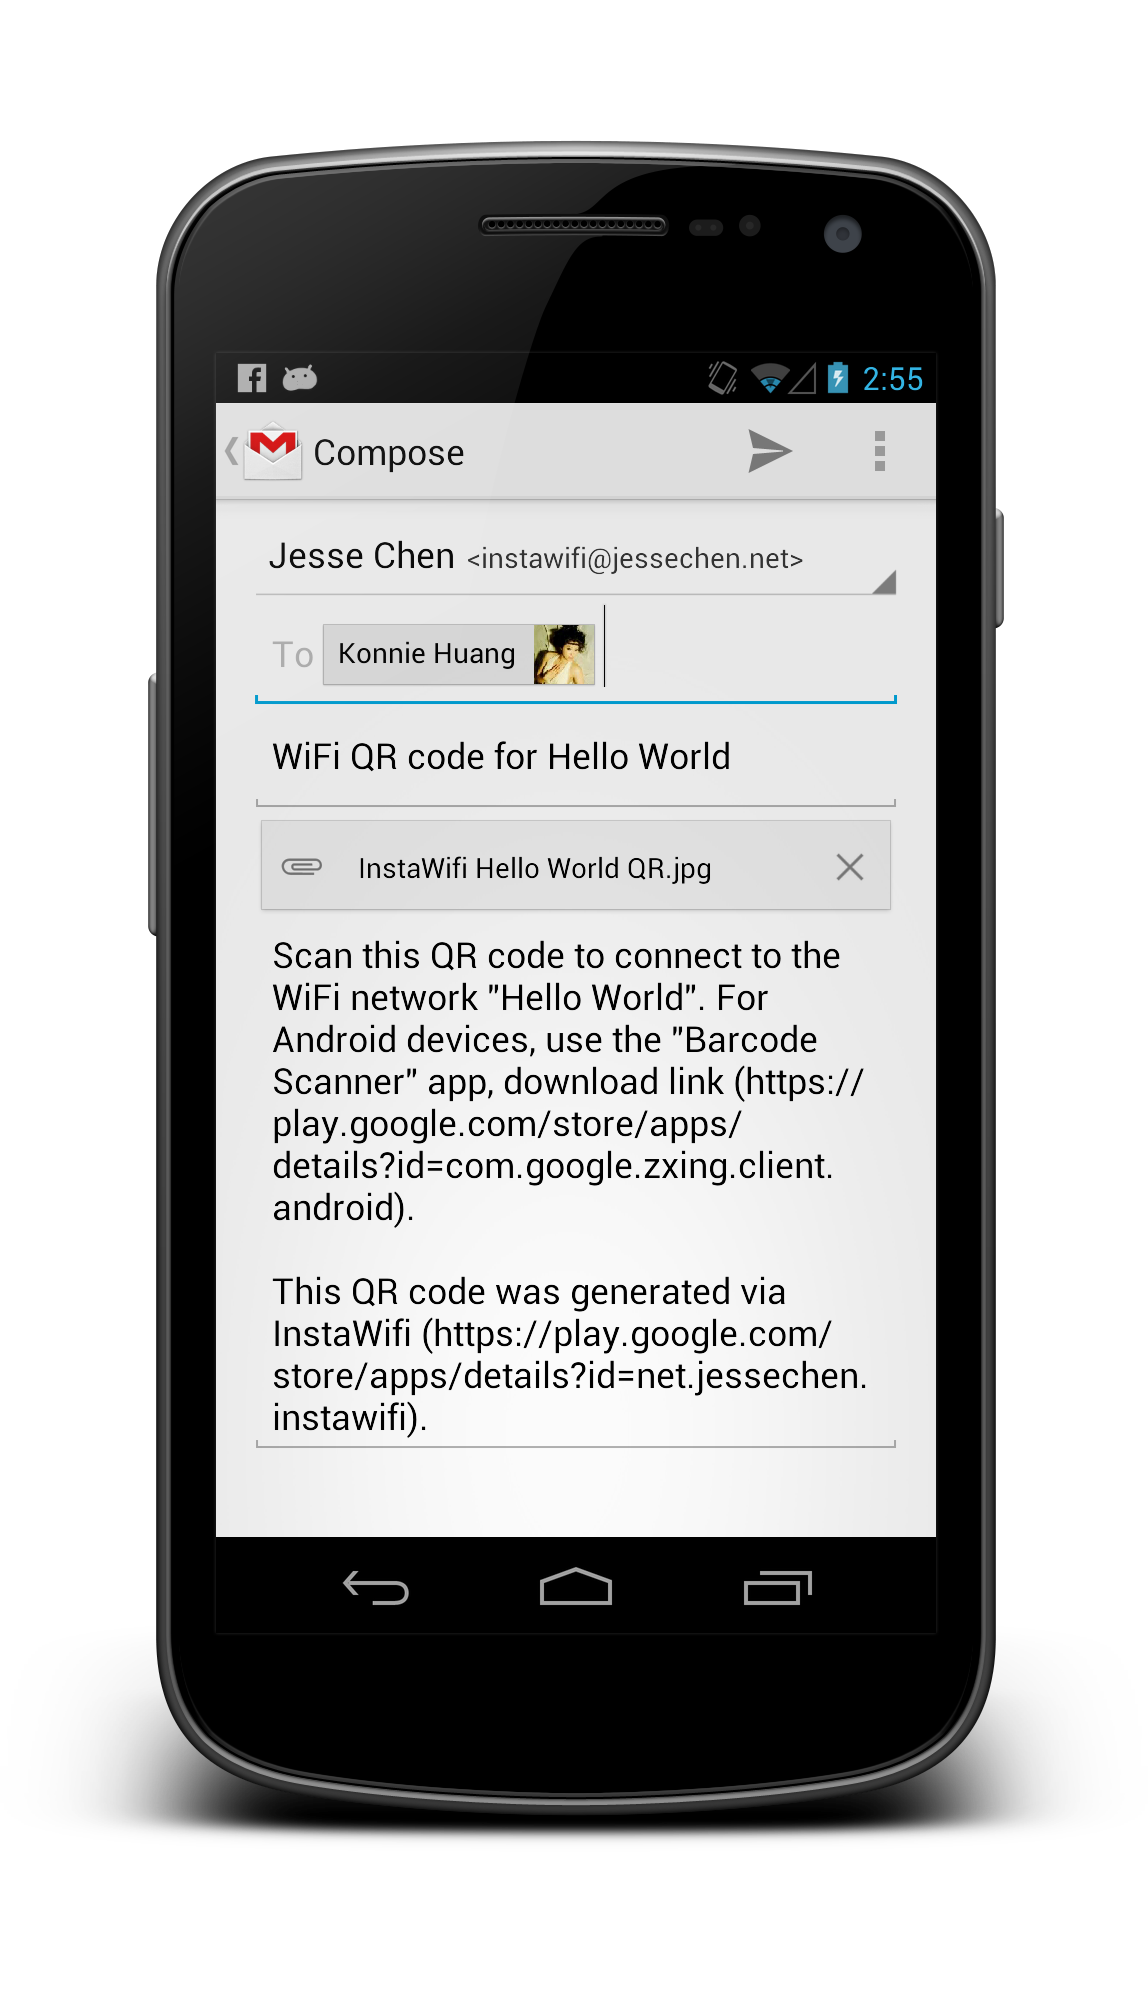 2:55
Compose
Jesse Chen <instawifi@jessechen.net>
To Konnie Huang
WiFi QR code for Hello World
InstaWifi Hello World QR.jpg
Scan this QR code to connect to the
WiFi network "Hello World". For
Android devices, use the "Barcode
Scanner" app, download link (https://
play.google.com/store/apps/
details?id=com.google.zxing.client.
android).
This QR code was generated via
InstaWifi (https://play.google.com/
store/apps/details?id=net.jessechen.
instawifi).